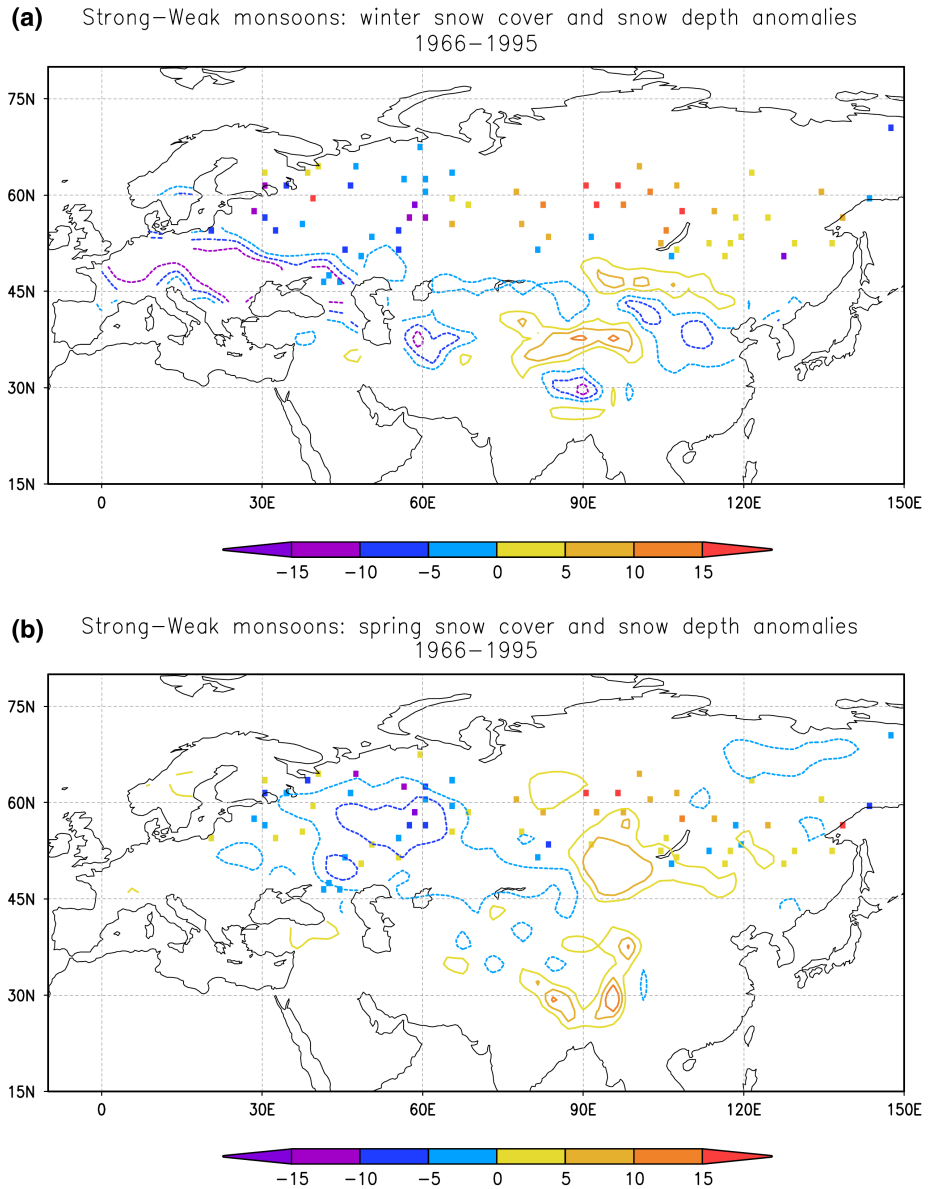 (a) Strong−Weak monsoons: winter snow cover and snow depth anomalies
1966−1995
75N
60N
45N
30N
15N
0 30E 60E 90E 120E 150E
−15 −10 −5 0 5 10 15
(b) Strong−Weak monsoons: spring snow cover and snow depth anomalies
1966−1995
75N
60N
45N
30N
15N
0 30E 60E 90E 120E 150E
−15 −10 −5 0 5 10 15